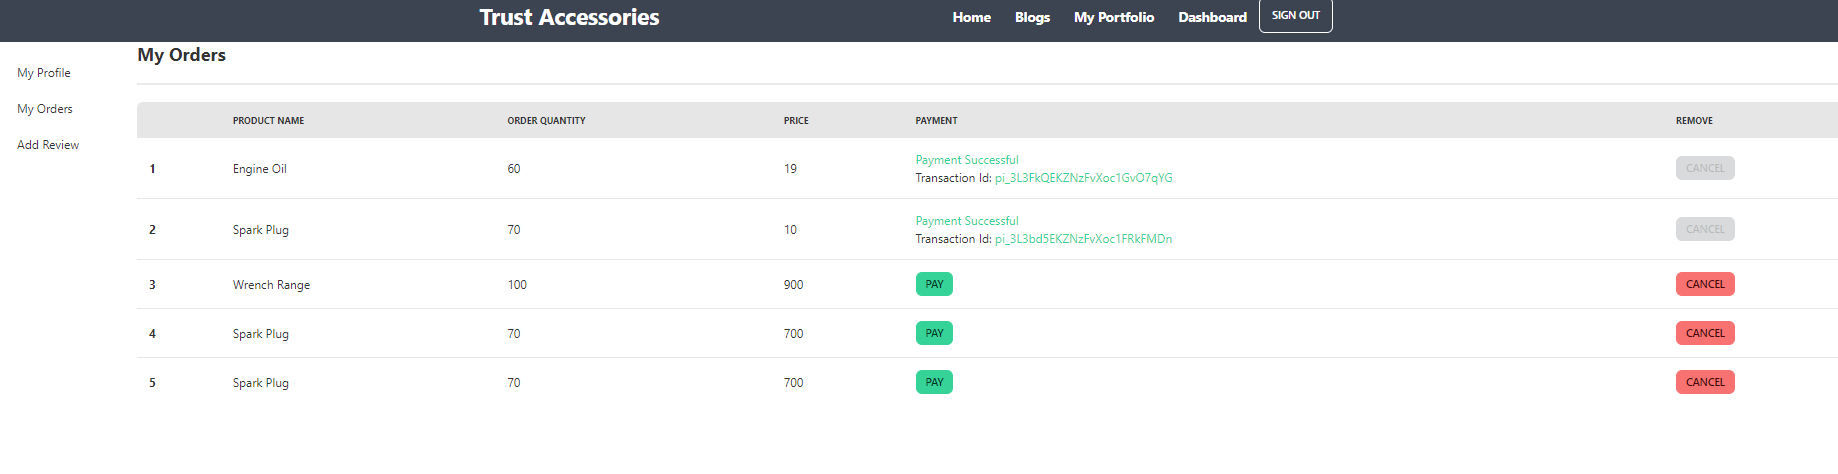 Trust Accessories
Home Blogs My Portfolio Dashboard SIGN OUT
My Profile
My Orders
Add Review
My Orders
PRODUCT NAME ORDER QUANTITY PRICE PAYMENT REMOVE
1 Engine Oil 60 19 Payment Successful
Transaction Id: pi_3L3FkQEKZNzFvXoc1GvO7qYG CANCEL
2 Spark Plug 70 10 Payment Successful
Transaction Id: pi_3L3bd5EKZNzFvXoc1FRkFMDn CANCEL
3 Wrench Range 100 900 PAY CANCEL
4 Spark Plug 70 700 PAY CANCEL
5 Spark Plug 70 700 PAY CANCEL